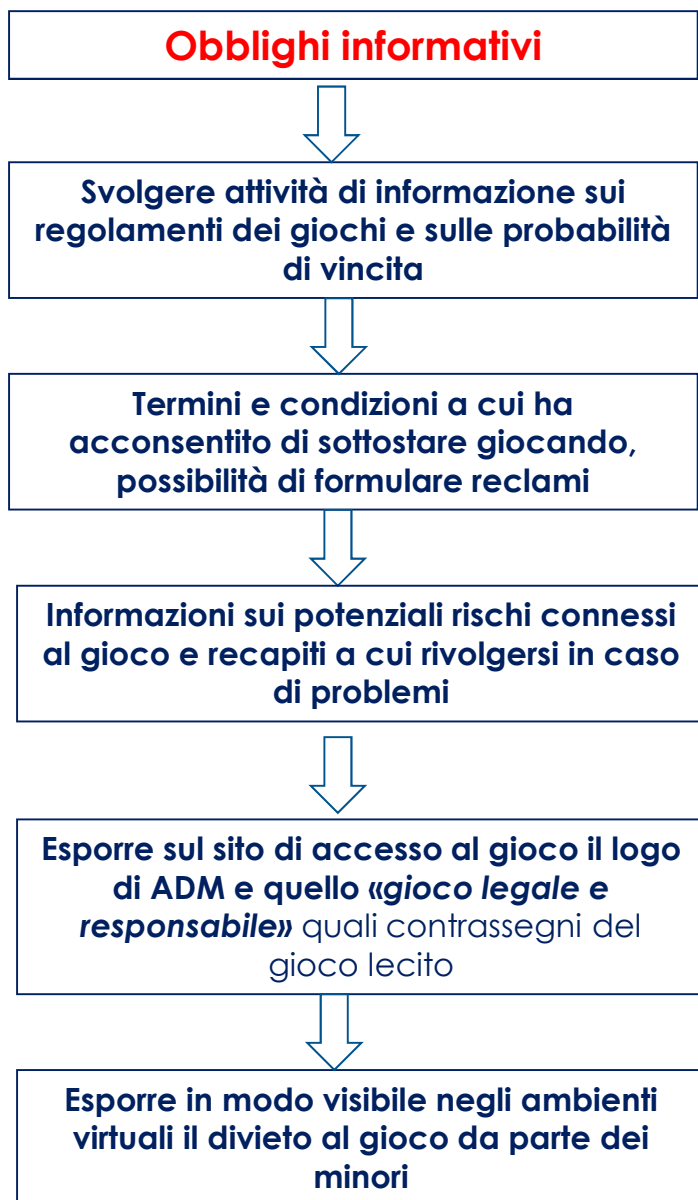 Obblighi informativi
Svolgere attività di informazione sui
regolamenti dei giochi e sulle probabilità
di vincita
Termini e condizioni a cui ha
acconsentito di sottostare giocando,
possibilità di formulare reclami
Informazioni sui potenziali rischi connessi
al gioco e recapiti a cui rivolgersi in caso
di problemi
Esporre sul sito di accesso al gioco il logo
di ADM e quello «gioco legale e
responsabile» quali contrassegni del
gioco lecito
Esporre in modo visibile negli ambienti
virtuali il divieto al gioco da parte dei
minori